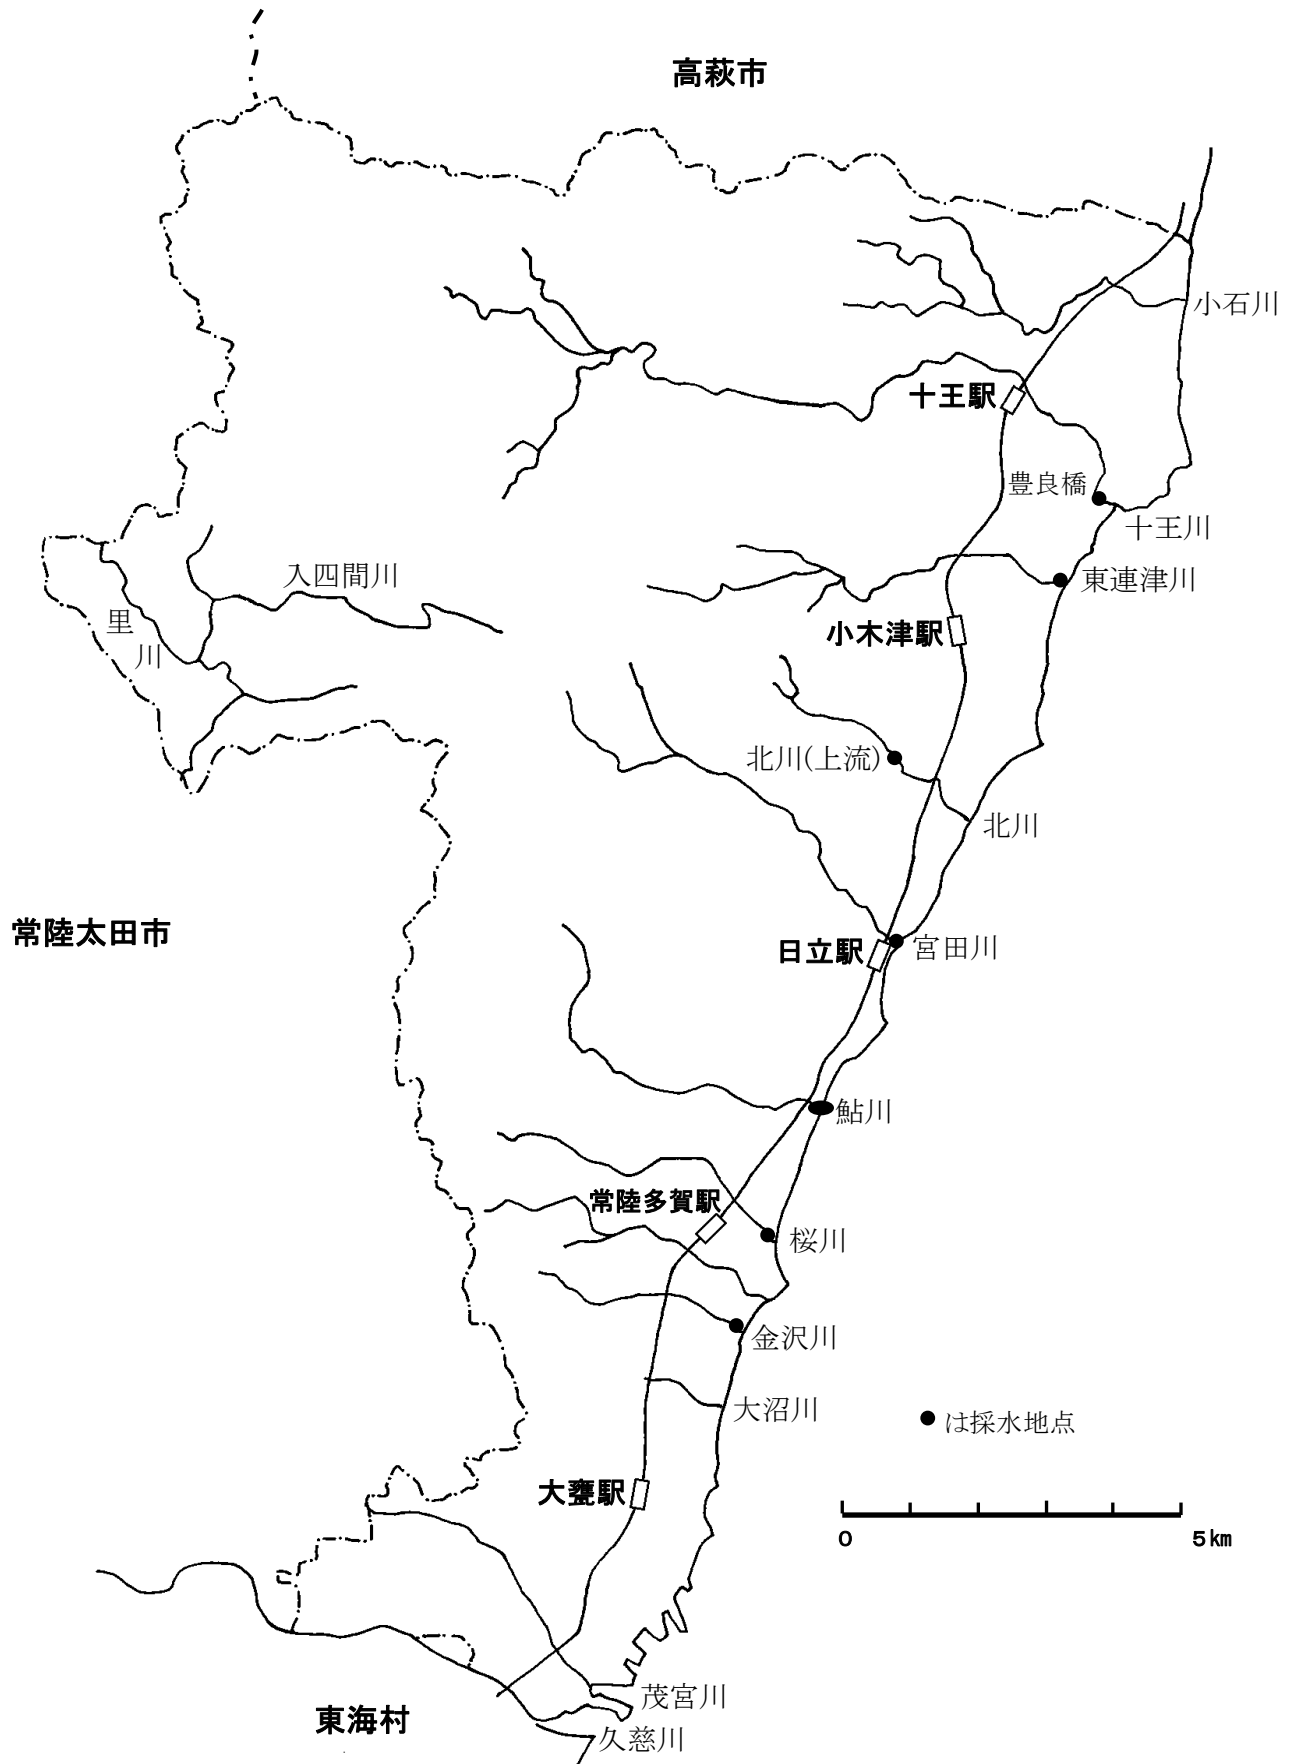 高萩市
小石川
十王駅
豊良橋
十王川
入四間川
東連津川
里
川
小木津駅
北川(上流)
北川
常陸太田市
日立駅
宮田川
鮎川
常陸多賀駅
桜川
金沢川
大沼川
●は採水地点
大甕駅
0
5km
茂宮川
東海村
久慈川